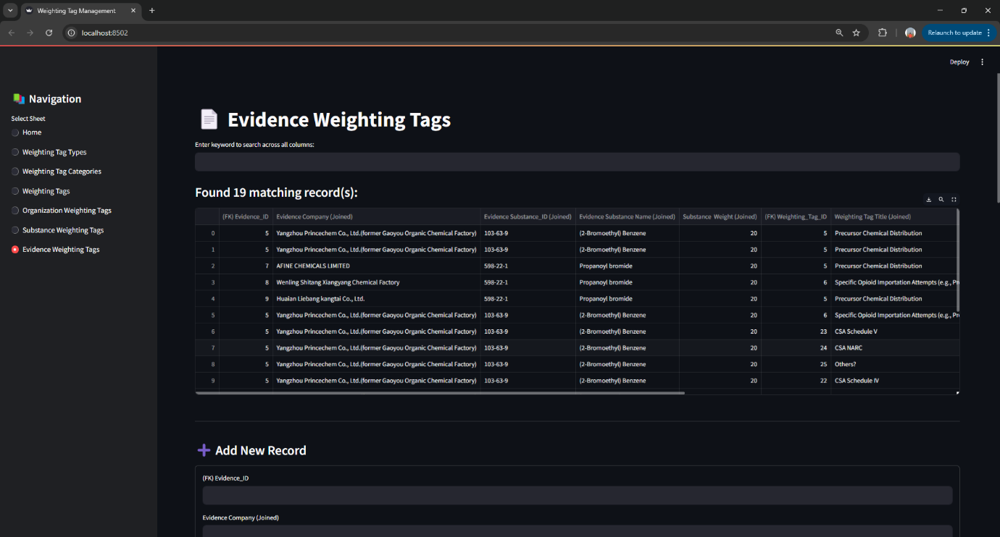 Weighting Tag Management
localhost:8502
Relaunch to update
Deploy
Navigation
Select Sheet
Home
Weighting Tag Types
Weighting Tag Categories
Weighting Tags
Organization Weighting Tags
Substance Weighting Tags
Evidence Weighting Tags
Evidence Weighting Tags
Enter keyword to search across all columns:
Found 19 matching record(s):
(FK) Evidence_ID Evidence Company (Joined) Evidence Substance_ID (Joined) Evidence Substance Name (Joined) Substance Weight (Joined) (FK) Weighting_Tag_ID Weighting Tag Title (Joined)
0 5 Yangzhou Princechem Co., Ltd.(former Gaoyou Organic Chemical Factory) 103-63-9 (2-Bromoethyl) Benzene 20 5 Precursor Chemical Distribution
1 5 Yangzhou Princechem Co., Ltd.(former Gaoyou Organic Chemical Factory) 103-63-9 (2-Bromoethyl) Benzene 20 5 Precursor Chemical Distribution
2 7 AFINE CHEMICALS LIMITED 598-22-1 Propanoyl bromide 20 5 Precursor Chemical Distribution
3 8 Wenling Shitang Xiangyang Chemical Factory 598-22-1 Propanoyl bromide 20 6 Specific Opioid Importation Attempts (e.g., Pr
4 9 Huaian Liebang kangtai Co., Ltd. 598-22-1 Propanoyl bromide 20 5 Precursor Chemical Distribution
5 5 Yangzhou Princechem Co., Ltd.(former Gaoyou Organic Chemical Factory) 103-63-9 (2-Bromoethyl) Benzene 20 6 Specific Opioid Importation Attempts (e.g., Pr
6 5 Yangzhou Princechem Co., Ltd.(former Gaoyou Organic Chemical Factory) 103-63-9 (2-Bromoethyl) Benzene 20 23 CSA Schedule V
7 5 Yangzhou Princechem Co., Ltd.(former Gaoyou Organic Chemical Factory) 103-63-9 (2-Bromoethyl) Benzene 20 24 CSA NARC
8 5 Yangzhou Princechem Co., Ltd.(former Gaoyou Organic Chemical Factory) 103-63-9 (2-Bromoethyl) Benzene 20 25 Others?
9 5 Yangzhou Princechem Co., Ltd.(former Gaoyou Organic Chemical Factory) 103-63-9 (2-Bromoethyl) Benzene 20 22 CSA Schedule IV
Add New Record
(FK) Evidence_ID
Evidence Company (Joined)